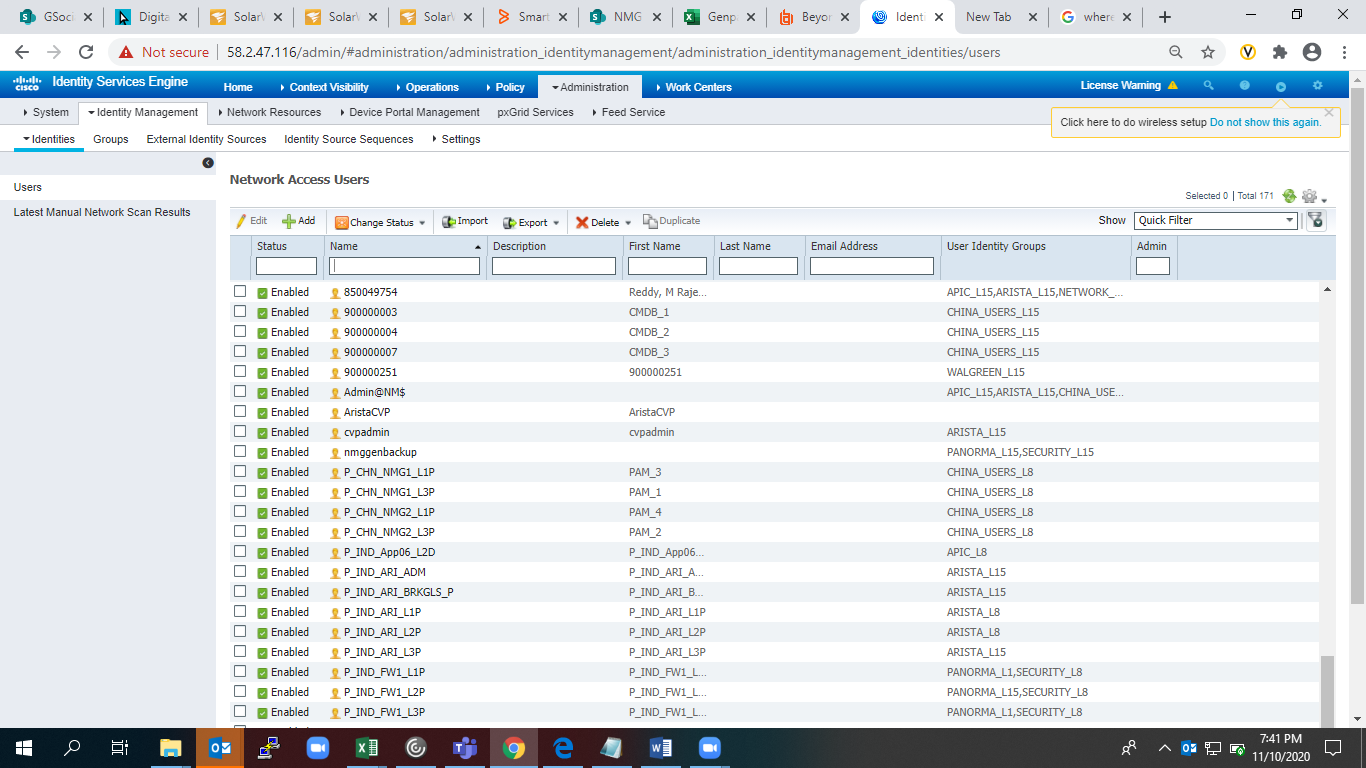 GSoci Digita SolarV SolarV SolarV Smart NMG Genpa Beyor Identi New Tab where
Not secure 58.2.47.116/admin/#administration/administration_identitymanagement/administration_identitymanagement_identities/users
cisco Identity Services Engine Home Context Visibility Operations Policy Administration Work Centers License Warning
System Identity Management Network Resources Device Portal Management pxGrid Services Feed Service
Click here to do wireless setup Do not show this again.
Identities Groups External Identity Sources Identity Source Sequences Settings
Users
Latest Manual Network Scan Results
Network Access Users
Selected 0 | Total 171
Edit Add Change Status Import Export Delete Duplicate Show Quick Filter
Status Name Description First Name Last Name Email Address User Identity Groups Admin
Enabled 850049754 Reddy, M Raje... APIC_L15,ARISTA_L15,NETWORK_...
Enabled 900000003 CMDB_1 CHINA_USERS_L15
Enabled 900000004 CMDB_2 CHINA_USERS_L15
Enabled 900000007 CMDB_3 CHINA_USERS_L15
Enabled 900000251 900000251 WALGREEN_L15
Enabled Admin@NM$ APIC_L15,ARISTA_L15,CHINA_USE...
Enabled AristaCVP AristaCVP
Enabled cvpadmin cvpadmin ARISTA_L15
Enabled nmggenbackup PANORMA_L15,SECURITY_L15
Enabled P_CHN_NMG1_L1P PAM_3 CHINA_USERS_L8
Enabled P_CHN_NMG1_L3P PAM_1 CHINA_USERS_L8
Enabled P_CHN_NMG2_L1P PAM_4 CHINA_USERS_L8
Enabled P_CHN_NMG2_L3P PAM_2 CHINA_USERS_L8
Enabled P_IND_App06_L2D P_IND_App06... APIC_L8
Enabled P_IND_ARI_ADM P_IND_ARI_A... ARISTA_L15
Enabled P_IND_ARI_BRKGLS_P P_IND_ARI_B... ARISTA_L15
Enabled P_IND_ARI_L1P P_IND_ARI_L1P ARISTA_L8
Enabled P_IND_ARI_L2P P_IND_ARI_L2P ARISTA_L8
Enabled P_IND_ARI_L3P P_IND_ARI_L3P ARISTA_L15
Enabled P_IND_FW1_L1P P_IND_FW1_L... PANORMA_L1,SECURITY_L8
Enabled P_IND_FW1_L2P P_IND_FW1_L... PANORMA_L15,SECURITY_L8
Enabled P_IND_FW1_L3P P_IND_FW1_L... PANORMA_L1,SECURITY_L8
7:41 PM
11/10/2020